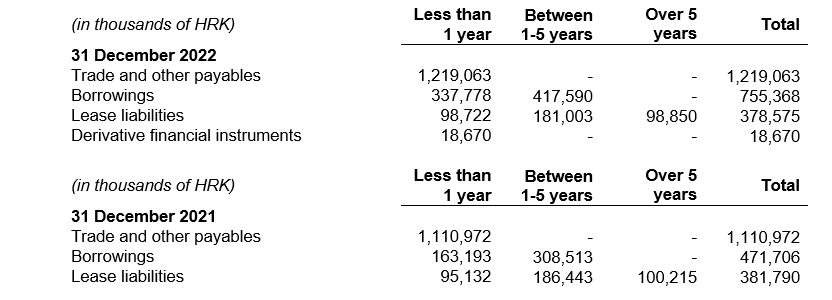 (in thousands of HRK) Less than 1 year Between 1-5 years Over 5 years Total
31 December 2022
Trade and other payables 1,219,063 - - 1,219,063
Borrowings 337,778 417,590 - 755,368
Lease liabilities 98,722 181,003 98,850 378,575
Derivative financial instruments 18,670 - - 18,670
(in thousands of HRK) Less than 1 year Between 1-5 years Over 5 years Total
31 December 2021
Trade and other payables 1,110,972 - - 1,110,972
Borrowings 163,193 308,513 - 471,706
Lease liabilities 95,132 186,443 100,215 381,790